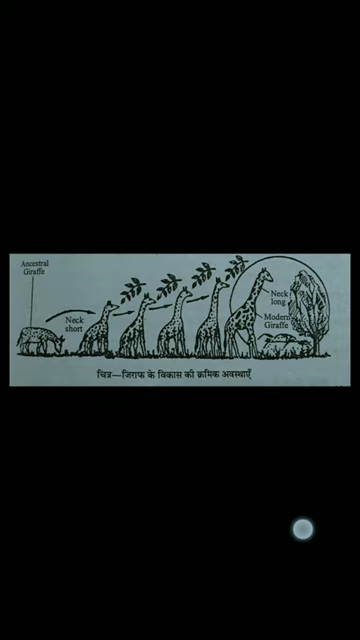 Ancestral
Giraffe
Neck
short
Neck
long
Modern
Giraffe
चित्र—जिराफ के विकास की क्रमिक अवस्थाएँ